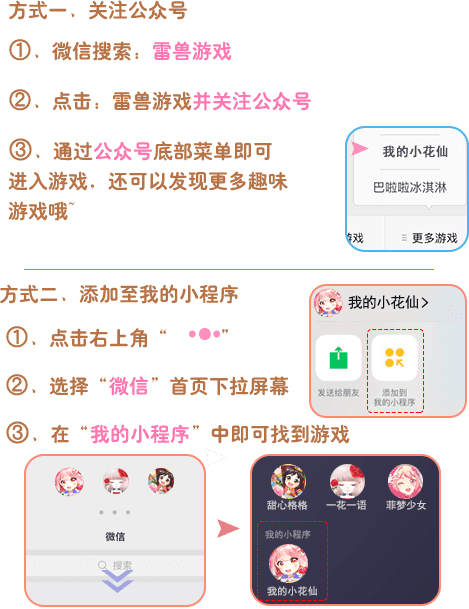 方式一、关注公众号
①、微信搜索：雷兽游戏
②、点击：雷兽游戏并关注公众号
③、通过公众号底部菜单即可
进入游戏，还可以发现更多趣味
游戏哦~
我的小花仙
巴啦啦冰淇淋
游戏
更多游戏
方式二、添加至我的小程序
①、点击右上角“ ”
②、选择“微信”首页下拉屏幕
③、在“我的小程序”中即可找到游戏
我的小花仙>
发送给朋友
添加到
我的小程序
微信
搜索
甜心格格 一花一语 菲梦少女
我的小程序
我的小花仙